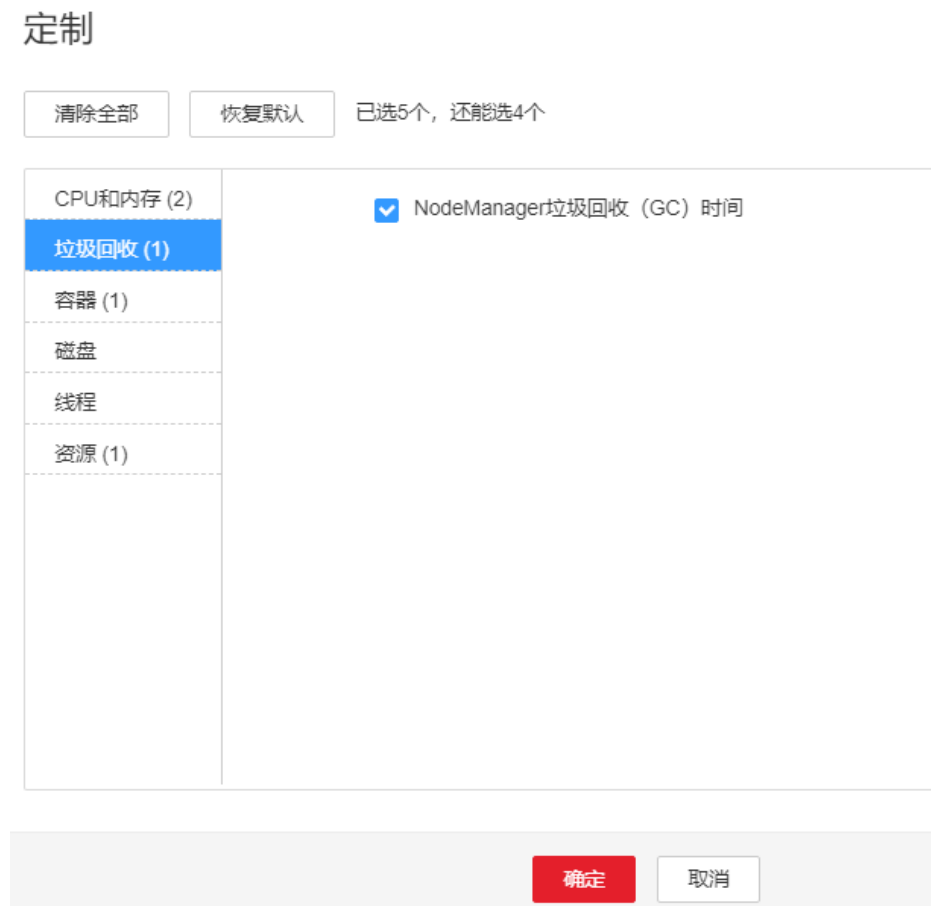 定制
清除全部 恢复默认 已选5个，还能选4个
CPU和内存 (2)
NodeManager垃圾回收（GC）时间
垃圾回收 (1)
容器 (1)
磁盘
线程
资源 (1)
确定 取消